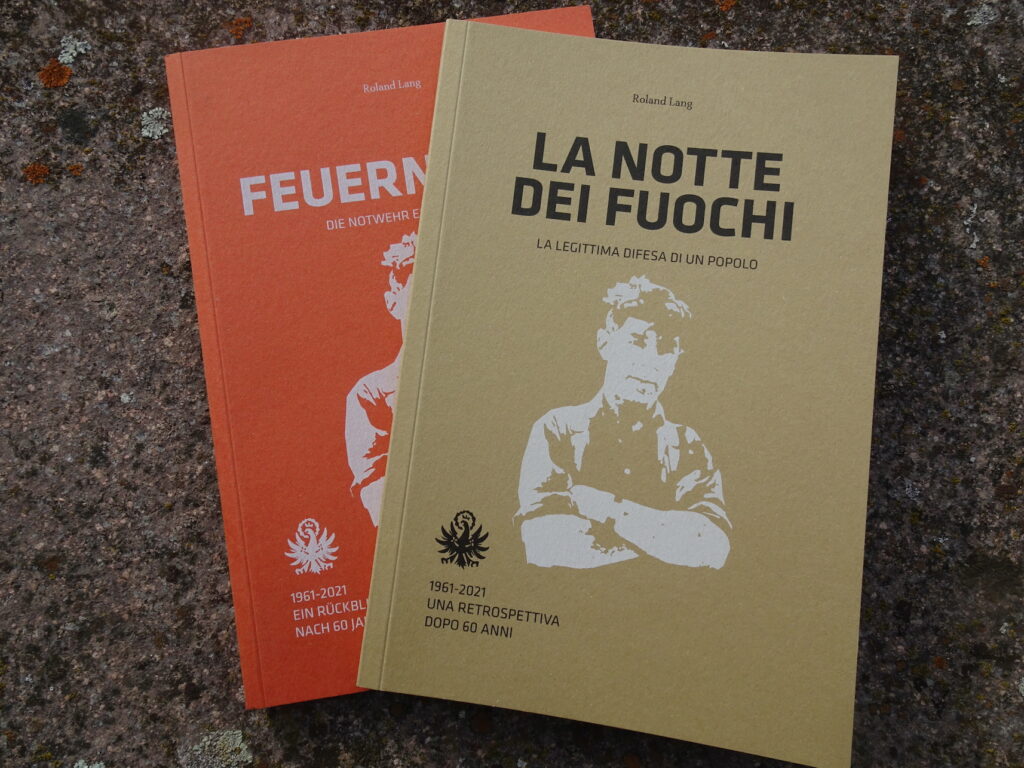 Roland Lang
FEUERN
DIE NOTWEHR E
1961-2021
EIN RÜCKBL
NACH 60 JA
Roland Lang
LA NOTTE
DEI FUOCHI
LA LEGITTIMA DIFESA DI UN POPOLO
1961-2021
UNA RETROSPETTIVA
DOPO 60 ANNI